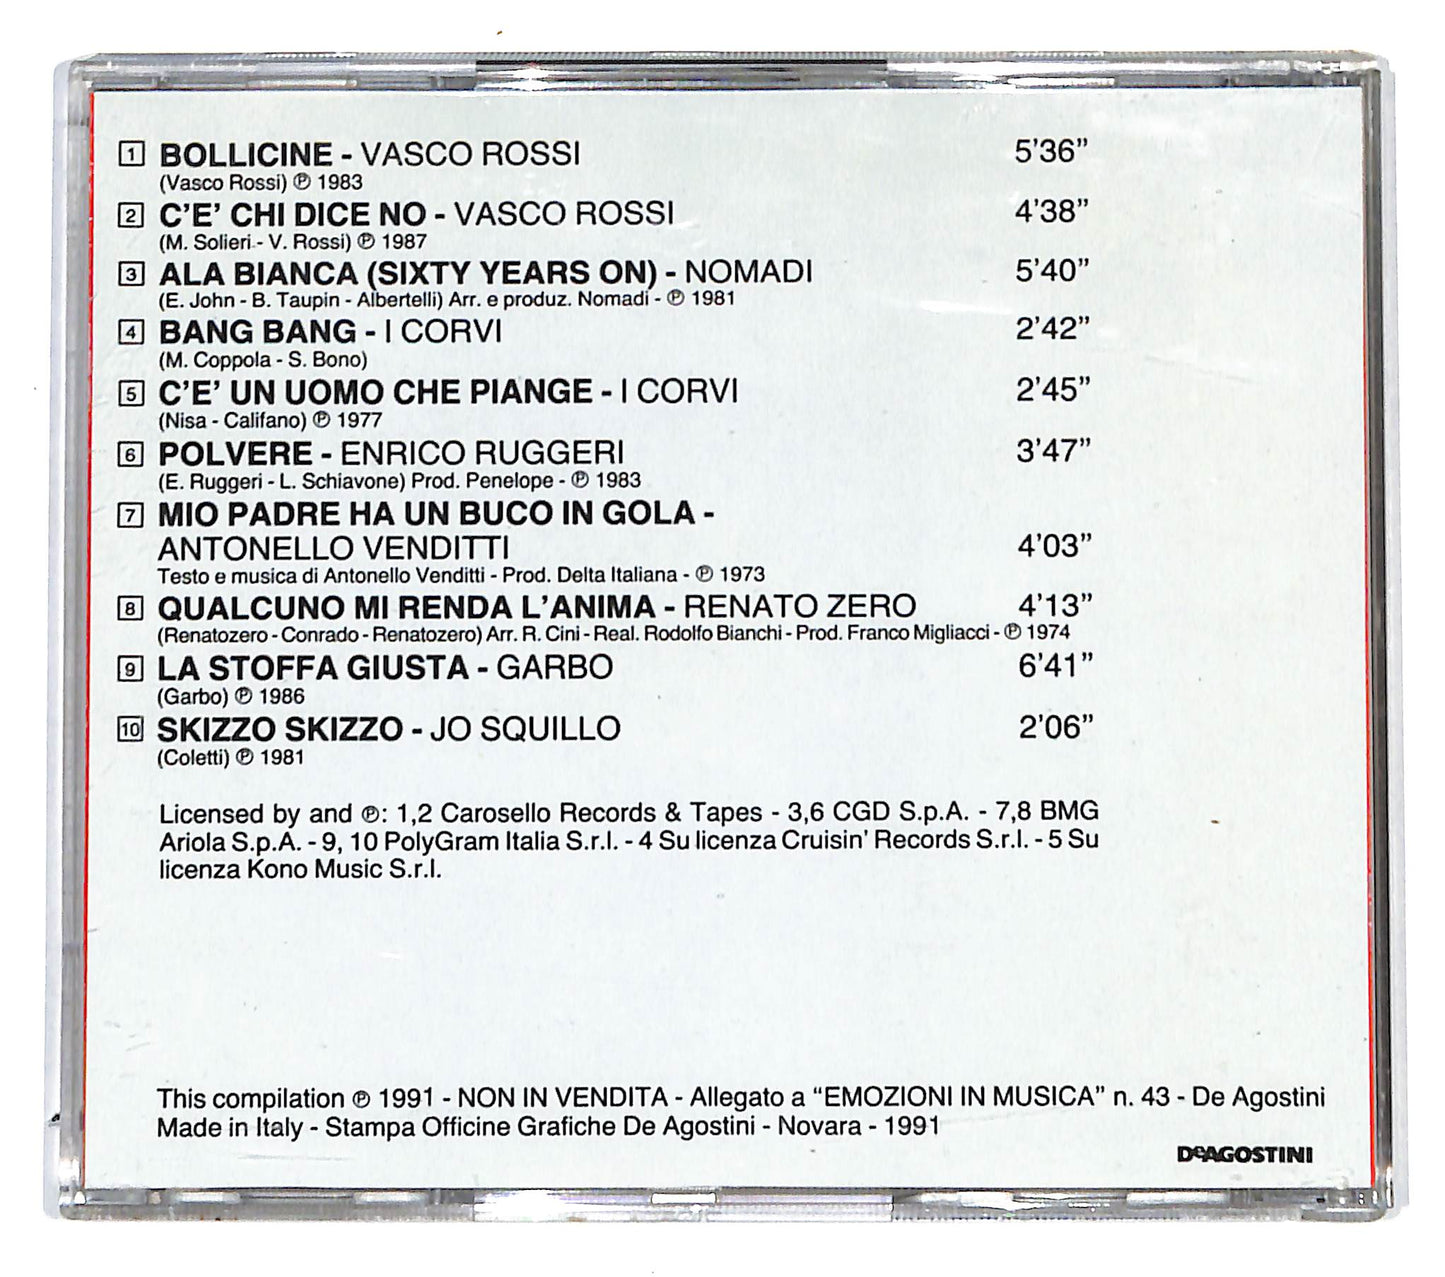 1 BOLLICINE - VASCO ROSSI 5'36”
(Vasco Rossi) ℗ 1983
2 C'E' CHI DICE NO - VASCO ROSSI 4'38”
(M. Solieri - V. Rossi) ℗ 1987
3 ALA BIANCA (SIXTY YEARS ON) - NOMADI 5'40”
(E. John - B. Taupin - Albertelli) Arr. e produz. Nomadi - ℗ 1981
4 BANG BANG - I CORVI 2'42”
(M. Coppola - S. Bono)
5 C'E' UN UOMO CHE PIANGE - I CORVI 2'45”
(Nisa - Califano) ℗ 1977
6 POLVERE - ENRICO RUGGERI 3'47”
(E. Ruggeri - L. Schiavone) Prod. Penelope - ℗ 1983
7 MIO PADRE HA UN BUCO IN GOLA -
ANTONELLO VENDITTI 4'03”
Testo e musica di Antonello Venditti - Prod. Delta Italiana - ℗ 1973
8 QUALCUNO MI RENDA L'ANIMA - RENATO ZERO 4'13”
(Renatozero - Conrado - Renatozero) Arr. R. Cini - Real. Rodolfo Bianchi - Prod. Franco Migliacci - ℗ 1974
9 LA STOFFA GIUSTA - GARBO 6'41”
(Garbo) ℗ 1986
10 SKIZZO SKIZZO - JO SQUILLO 2'06”
(Coletti) ℗ 1981
Licensed by and ℗: 1,2 Carosello Records & Tapes - 3,6 CGD S.p.A. - 7,8 BMG
Ariola S.p.A. - 9, 10 PolyGram Italia S.r.l. - 4 Su licenza Cruisin' Records S.r.l. - 5 Su
licenza Kono Music S.r.l.
This compilation ℗ 1991 - NON IN VENDITA - Allegato a “EMOZIONI IN MUSICA” n. 43 - De Agostini
Made in Italy - Stampa Officine Grafiche De Agostini - Novara - 1991
DeAGOSTINI